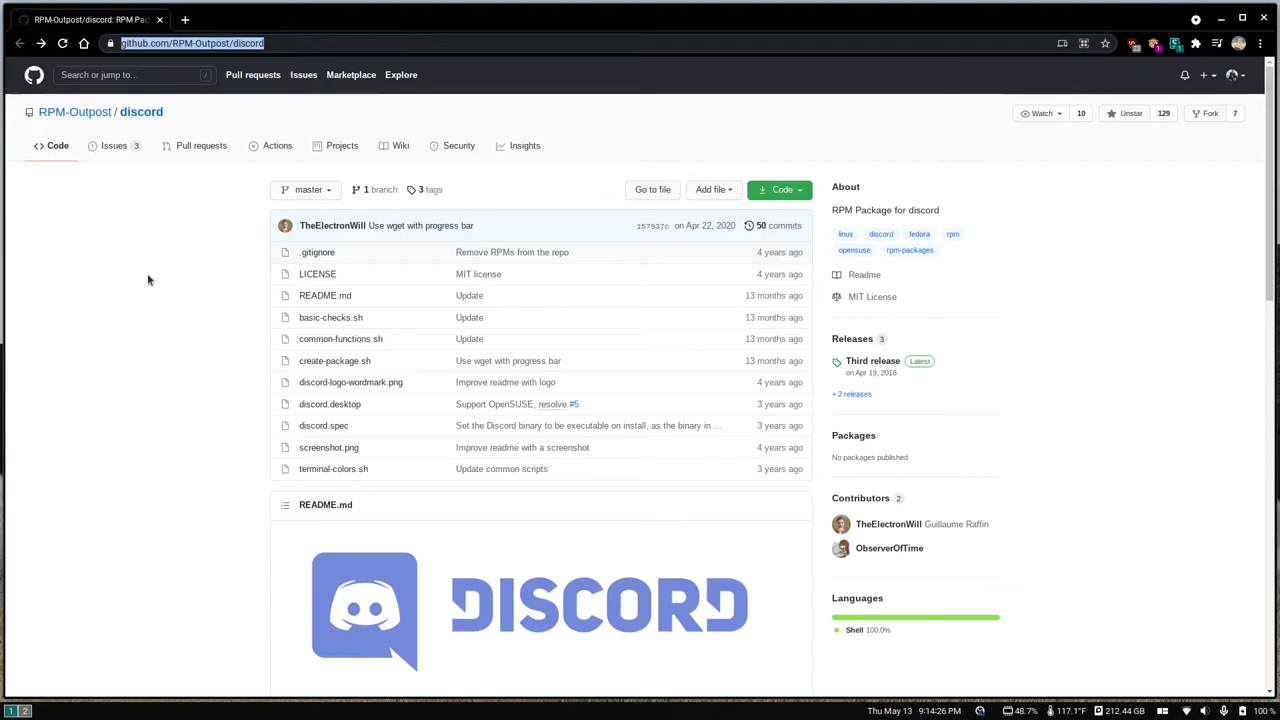 RPM-Outpost/discord: RPM Pac
github.com/RPM-Outpost/discord
Search or jump to... /
Pull requests Issues Marketplace Explore
RPM-Outpost / discord
Watch 10 Unstar 129 Fork 7
Code Issues 3 Pull requests Actions Projects Wiki Security Insights
master 1 branch 3 tags Go to file Add file Code
TheElectronWill Use wget with progress bar 157937c on Apr 22, 2020 50 commits
.gitignore Remove RPMs from the repo 4 years ago
LICENSE MIT license 4 years ago
README.md Update 13 months ago
basic-checks.sh Update 13 months ago
common-functions.sh Update 13 months ago
create-package.sh Use wget with progress bar 13 months ago
discord-logo-wordmark.png Improve readme with logo 4 years ago
discord.desktop Support OpenSUSE, resolve #5 3 years ago
discord.spec Set the Discord binary to be executable on install, as the binary in ... 3 years ago
screenshot.png Improve readme with a screenshot 4 years ago
terminal-colors.sh Update common scripts 3 years ago
README.md
DISCORD
About
RPM Package for discord
linux discord fedora rpm
opensuse rpm-packages
Readme
MIT License
Releases 3
Third release Latest
on Apr 19, 2018
+ 2 releases
Packages
No packages published
Contributors 2
TheElectronWill Guillaume Raffin
ObserverOfTime
Languages
Shell 100.0%
1 2 Thu May 13 9:14:26 PM 48.7% 117.1°F 212.44 GB 100 %